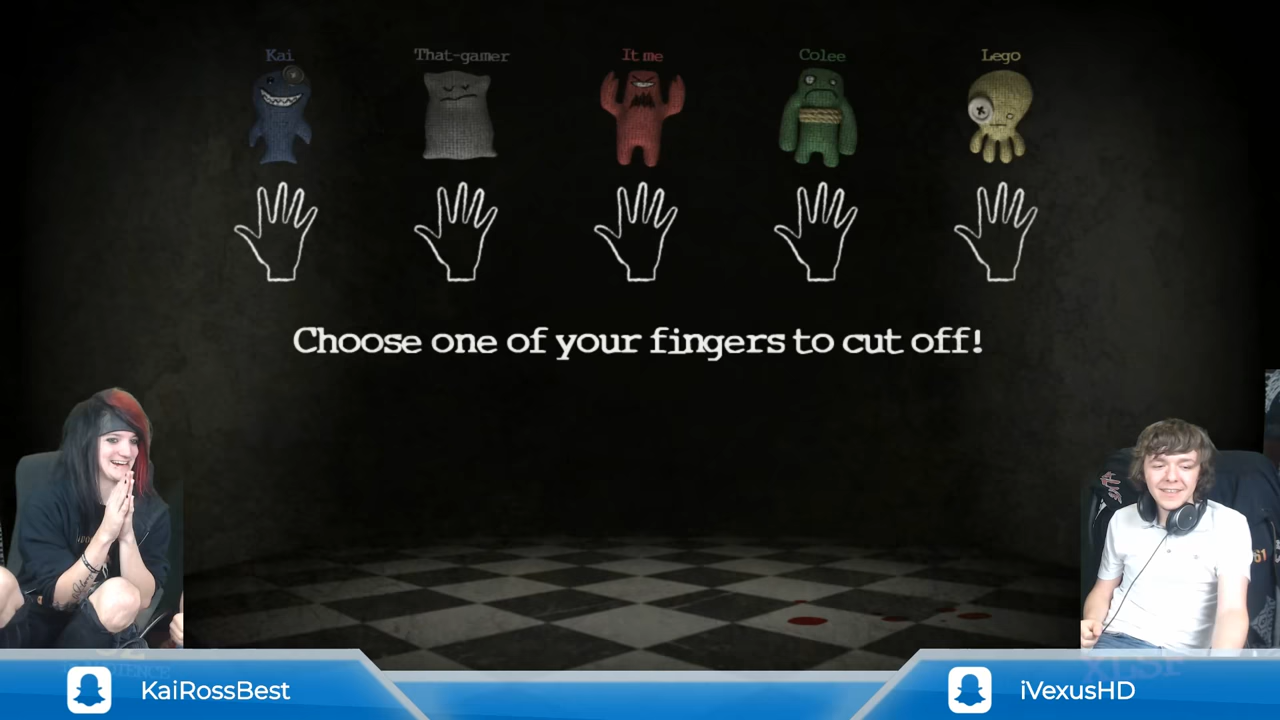 Kai That-gamer It me Colee Lego
Choose one of your fingers to cut off!
KaiRossBest
iVexusHD